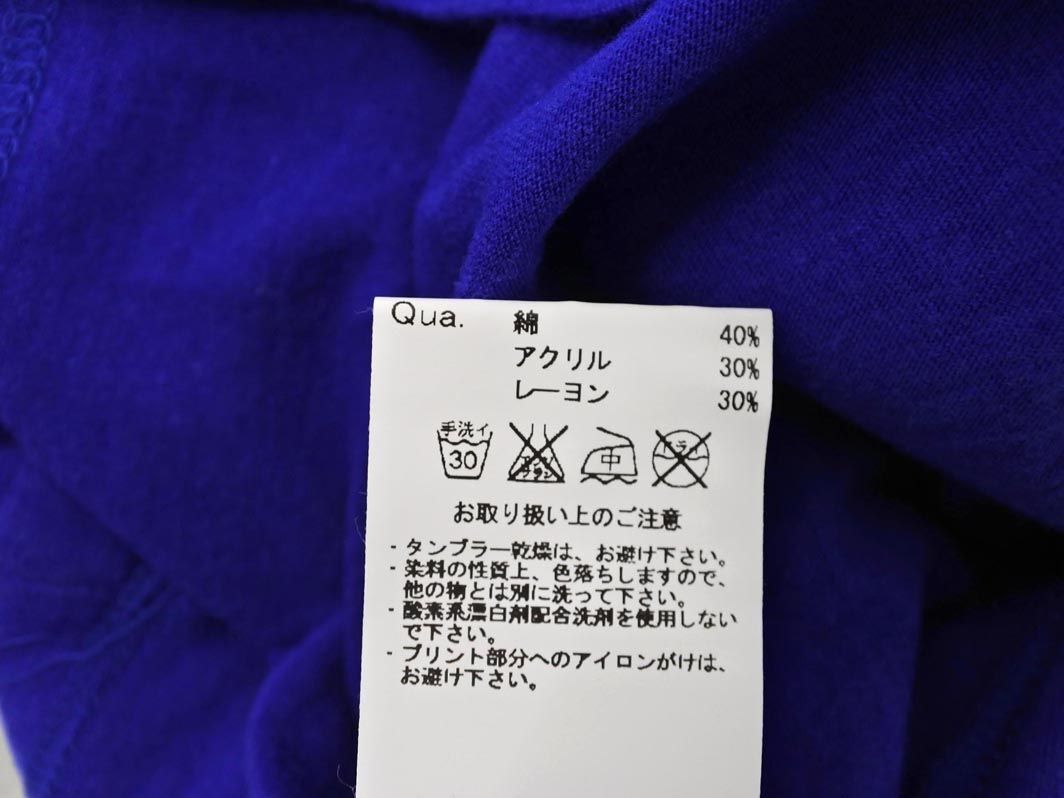 Qua. 綿 40%
アクリル 30%
レーヨン 30%
手洗イ
30
中
ドライ
お取り扱い上のご注意
- タンブラー乾燥は、お避け下さい。
- 染料の性質上、色落ちしますので、
他の物とは別に洗って下さい。
- 酸素系漂白剤配合洗剤を使用しない
で下さい。
- プリント部分へのアイロンがけは、
お避け下さい。